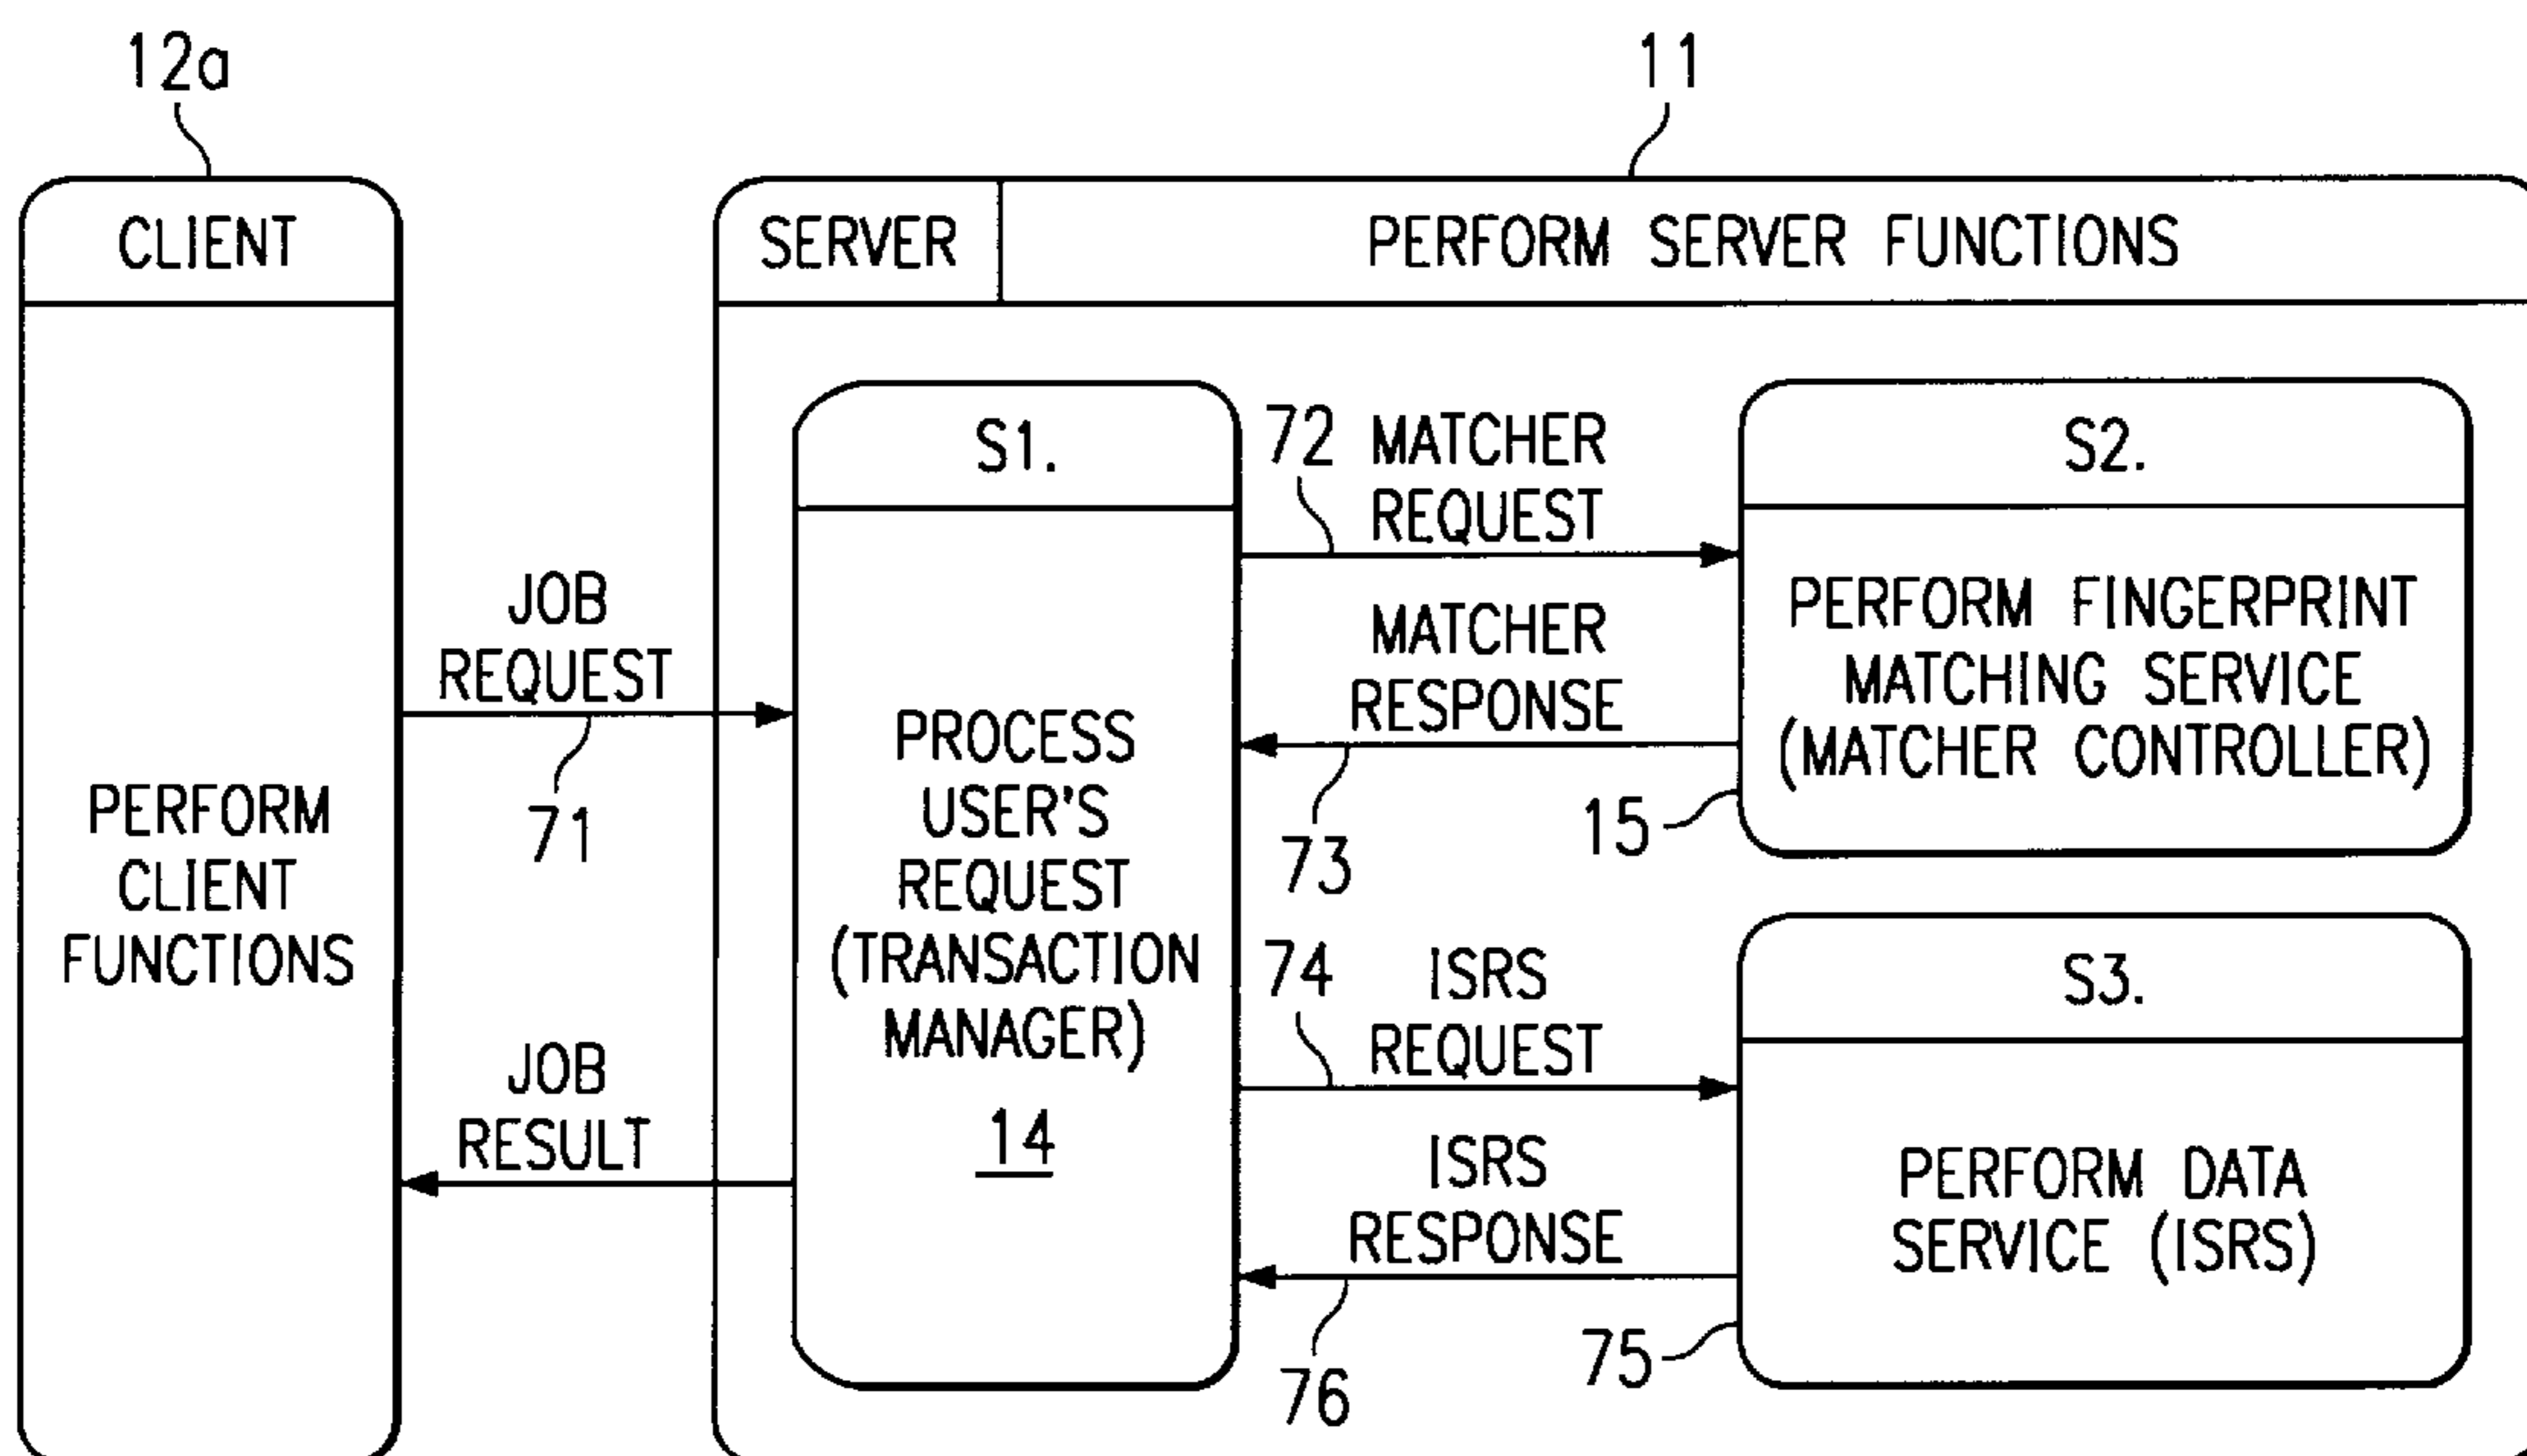 12a
11
CLIENT
SERVER
PERFORM SERVER FUNCTIONS
PERFORM
CLIENT
FUNCTIONS
JOB
REQUEST
71
JOB
RESULT
S1.
PROCESS
USER'S
REQUEST
(TRANSACTION
MANAGER)
14
72 MATCHER
REQUEST
MATCHER
RESPONSE
73
74 ISRS
REQUEST
ISRS
RESPONSE
76
S2.
PERFORM FINGERPRINT
MATCHING SERVICE
(MATCHER CONTROLLER)
15
S3.
PERFORM DATA
SERVICE (ISRS)
75